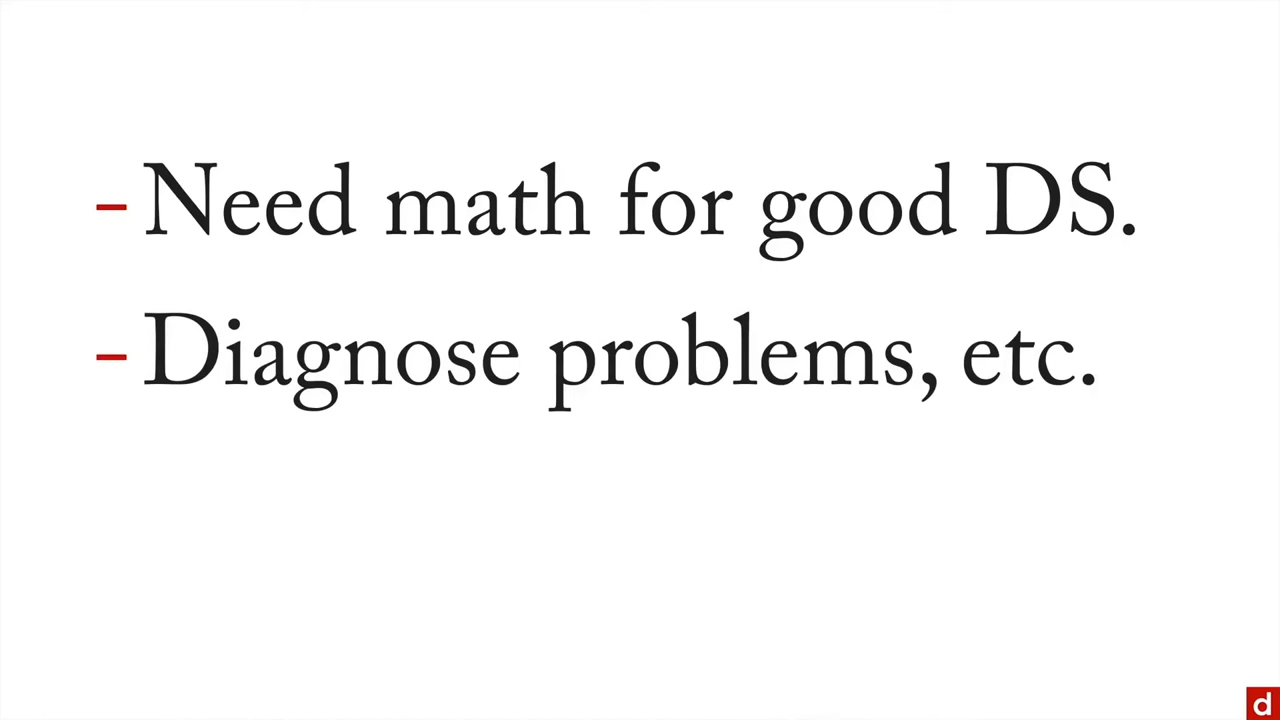 - Need math for good DS.
- Diagnose problems, etc.
d